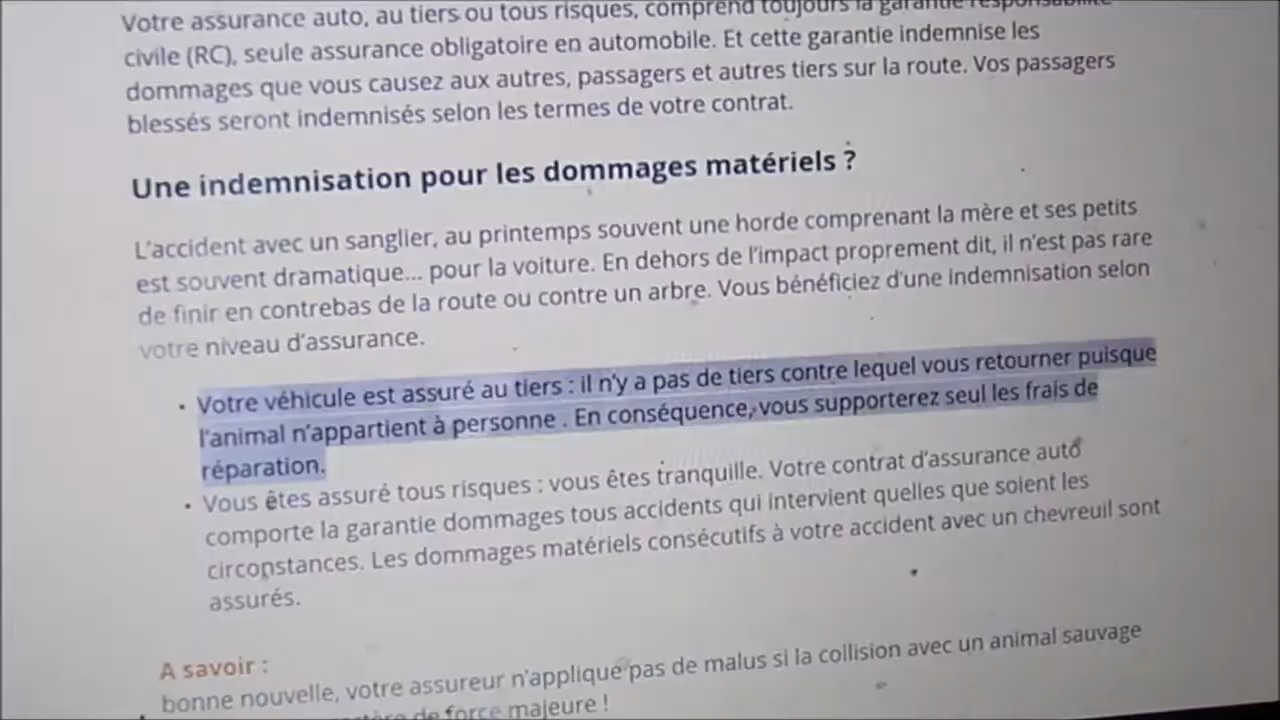 Votre assurance auto, au tiers ou tous risques, comprend toujours la garantie responsabilité
civile (RC), seule assurance obligatoire en automobile. Et cette garantie indemnise les
dommages que vous causez aux autres, passagers et autres tiers sur la route. Vos passagers
blessés seront indemnisés selon les termes de votre contrat.
Une indemnisation pour les dommages matériels ?
L'accident avec un sanglier, au printemps souvent une horde comprenant la mère et ses petits
est souvent dramatique... pour la voiture. En dehors de l'impact proprement dit, il n'est pas rare
de finir en contrebas de la route ou contre un arbre. Vous bénéficiez d'une indemnisation selon
votre niveau d'assurance.
• Votre véhicule est assuré au tiers : il n'y a pas de tiers contre lequel vous retourner puisque
l'animal n'appartient à personne . En conséquence, vous supporterez seul les frais de
réparation.
• Vous êtes assuré tous risques : vous êtes tranquille. Votre contrat d'assurance auto
comporte la garantie dommages tous accidents qui intervient quelles que soient les
circonstances. Les dommages matériels consécutifs à votre accident avec un chevreuil sont
assurés.
A savoir :
bonne nouvelle, votre assureur n'applique pas de malus si la collision avec un animal sauvage
de force majeure !